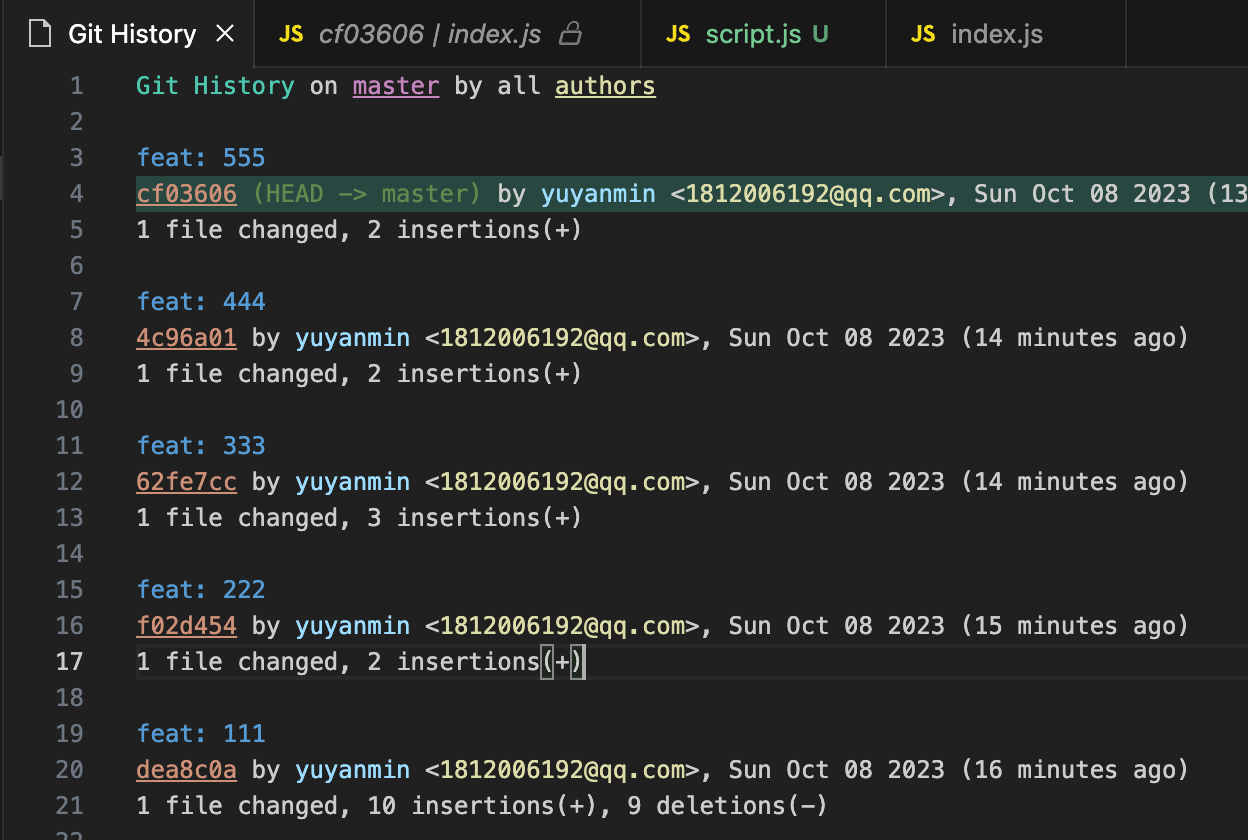 Git History × JS cf03606 | index.js JS script.js U JS index.js
1 Git History on master by all authors
2
3 feat: 555
4 cf03606 (HEAD -> master) by yuyanmin <1812006192@qq.com>, Sun Oct 08 2023 (13
5 1 file changed, 2 insertions(+)
6
7 feat: 444
8 4c96a01 by yuyanmin <1812006192@qq.com>, Sun Oct 08 2023 (14 minutes ago)
9 1 file changed, 2 insertions(+)
10
11 feat: 333
12 62fe7cc by yuyanmin <1812006192@qq.com>, Sun Oct 08 2023 (14 minutes ago)
13 1 file changed, 3 insertions(+)
14
15 feat: 222
16 f02d454 by yuyanmin <1812006192@qq.com>, Sun Oct 08 2023 (15 minutes ago)
17 1 file changed, 2 insertions(+)
18
19 feat: 111
20 dea8c0a by yuyanmin <1812006192@qq.com>, Sun Oct 08 2023 (16 minutes ago)
21 1 file changed, 10 insertions(+), 9 deletions(-)
22